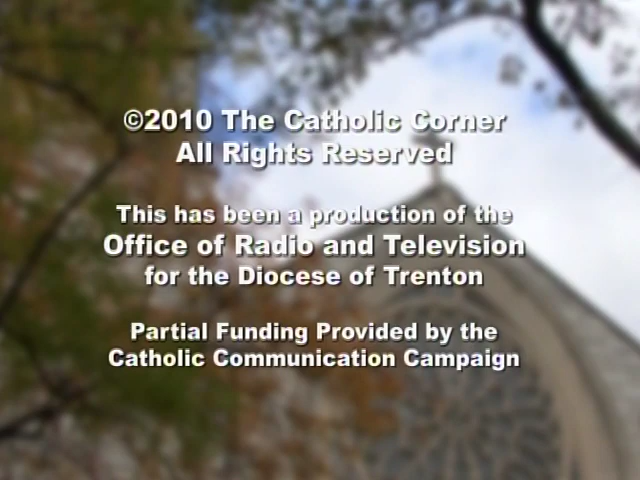 ©2010 The Catholic Corner
All Rights Reserved
This has been a production of the
Office of Radio and Television
for the Diocese of Trenton
Partial Funding Provided by the
Catholic Communication Campaign